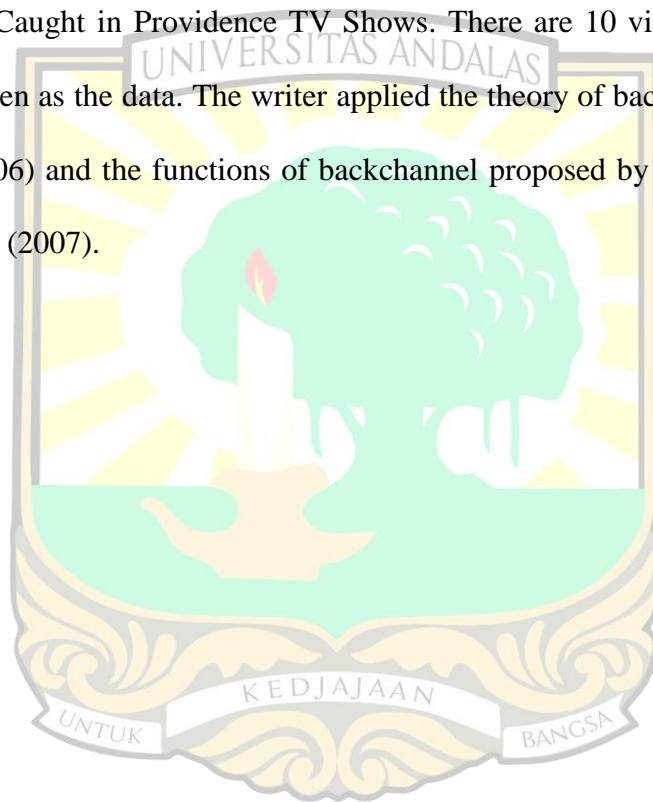 Caught in Providence TV Shows. There are 10 vi
UNIVERSITAS ANDALAS
en as the data. The writer applied the theory of bac
06) and the functions of backchannel proposed by
(2007).
KEDJAJAAN
UNTUK
BANGSA